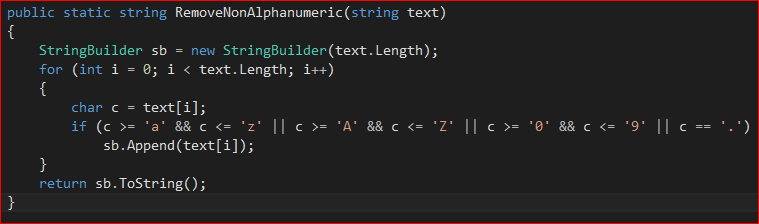 public static string RemoveNonAlphanumeric(string text)
{
    StringBuilder sb = new StringBuilder(text.Length);
    for (int i = 0; i < text.Length; i++)
    {
        char c = text[i];
        if (c >= 'a' && c <= 'z' || c >= 'A' && c <= 'Z' || c >= '0' && c <= '9' || c == '.')
            sb.Append(text[i]);
    }
    return sb.ToString();
}